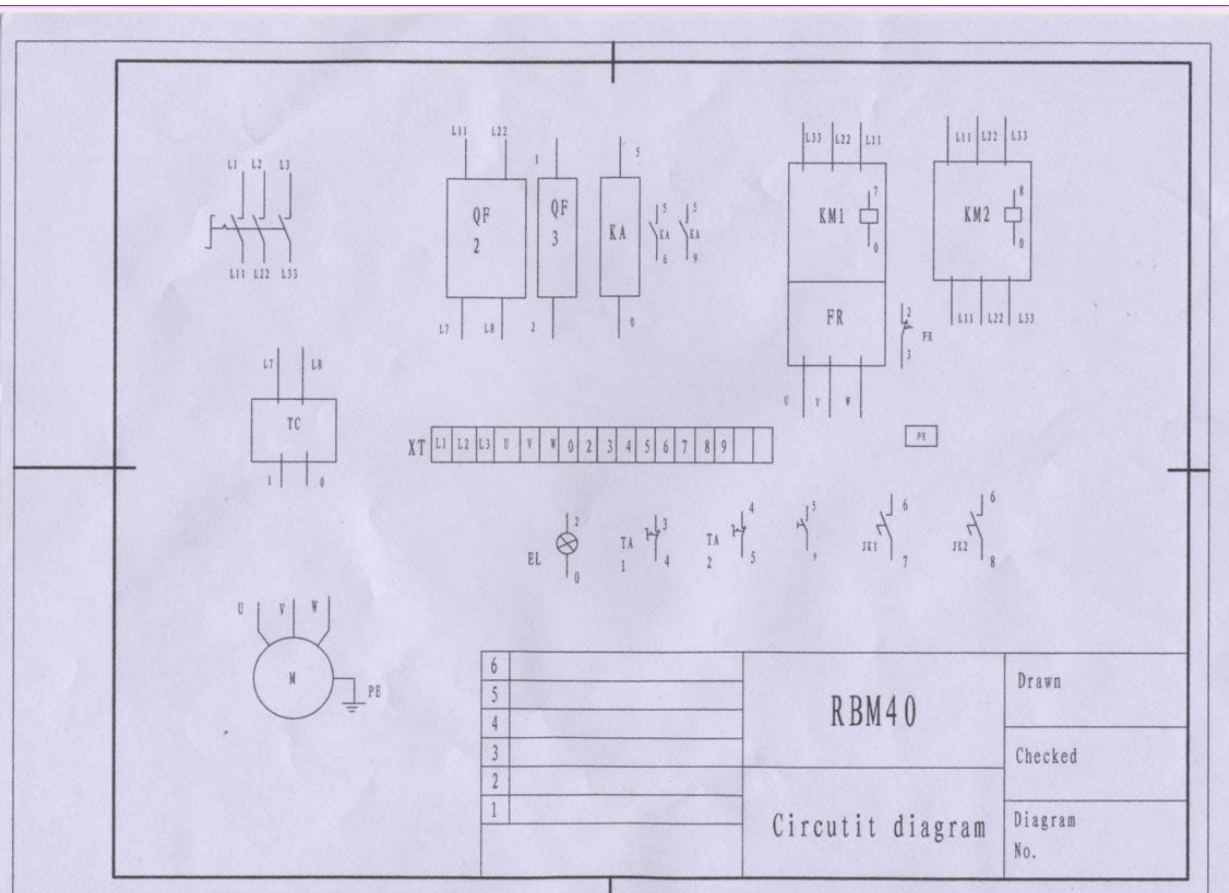 L1 L2 L3
L11 L22 L33
L11 L22
QF
2
L7 L8
1
QF
3
2
5
KA
0
5
KA
6
5
KA
9
L33 L22 L11
KM1
7
0
FR
U V W
2
FR
3
L11 L22 L33
KM2
8
0
L11 L22 L33
L7 L8
TC
1 0
XT L1 L2 L3 U V W 0 2 3 4 5 6 7 8 9
PE
EL
2
0
TA
1
3
4
TA
2
4
5
5
9
JK1
6
7
JK2
6
8
U V W
M
PE
6
5
4
3
2
1
RBM40
Circutit diagram
Drawn
Checked
Diagram
No.